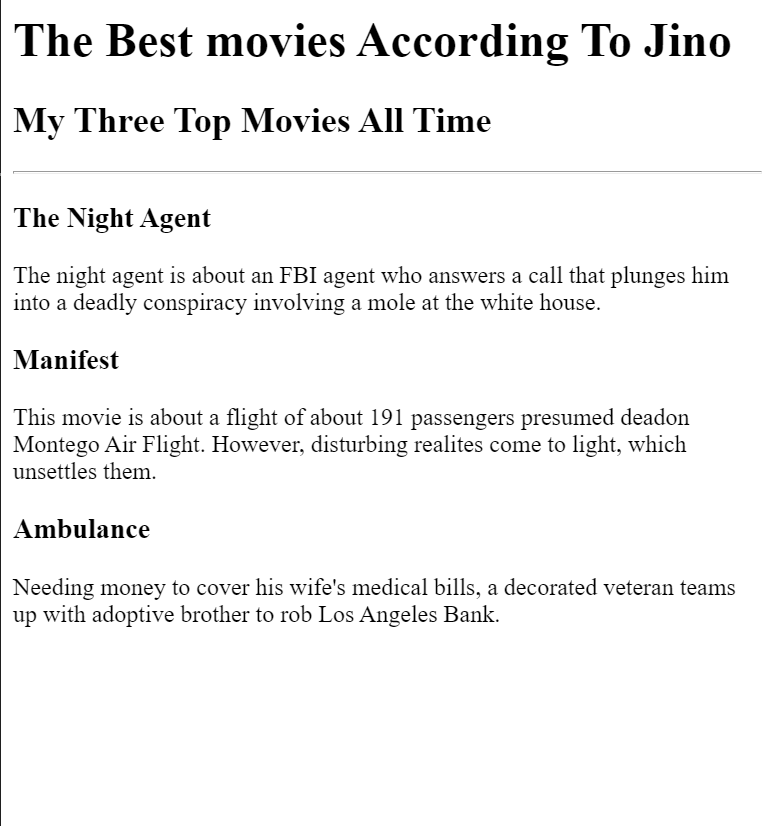 The Best movies According To Jino
My Three Top Movies All Time
The Night Agent
The night agent is about an FBI agent who answers a call that plunges him
into a deadly conspiracy involving a mole at the white house.
Manifest
This movie is about a flight of about 191 passengers presumed deadon
Montego Air Flight. However, disturbing realites come to light, which
unsettles them.
Ambulance
Needing money to cover his wife's medical bills, a decorated veteran teams
up with adoptive brother to rob Los Angeles Bank.